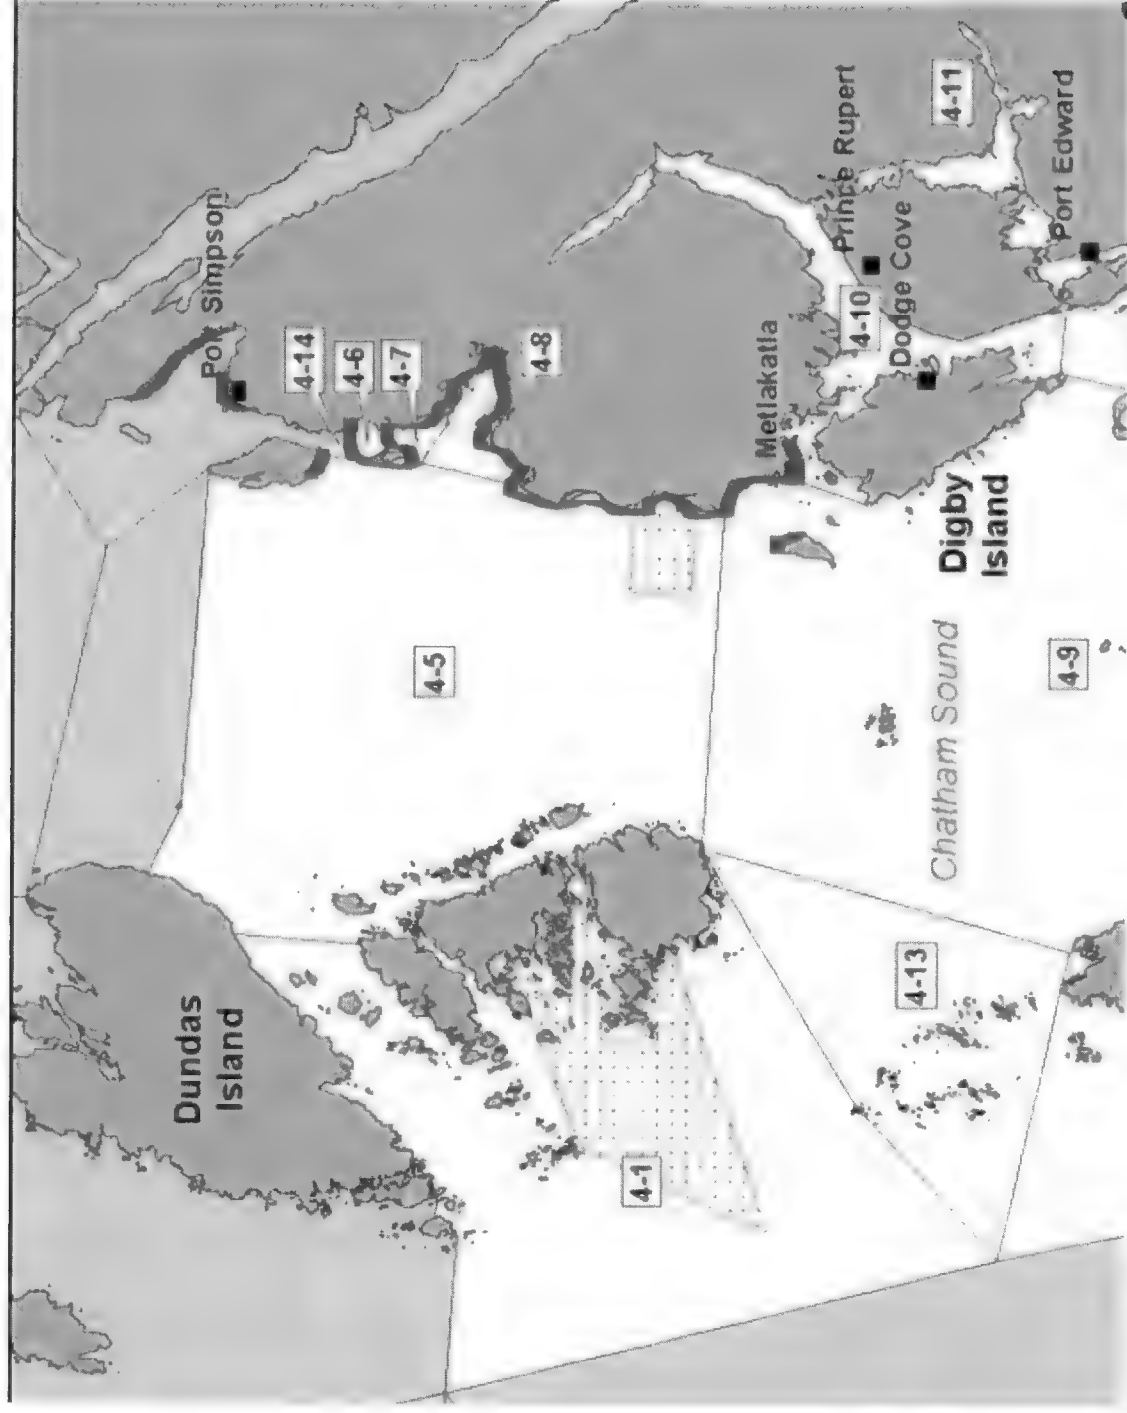 Dundas
Island
Port Simpson
4-14
4-6
4-7
4-5
4-8
4-1
Metlakatla
Prince Rupert
4-10
Dodge Cove
4-13
Chatham Sound
4-11
Digby
Island
4-9
Port Edward